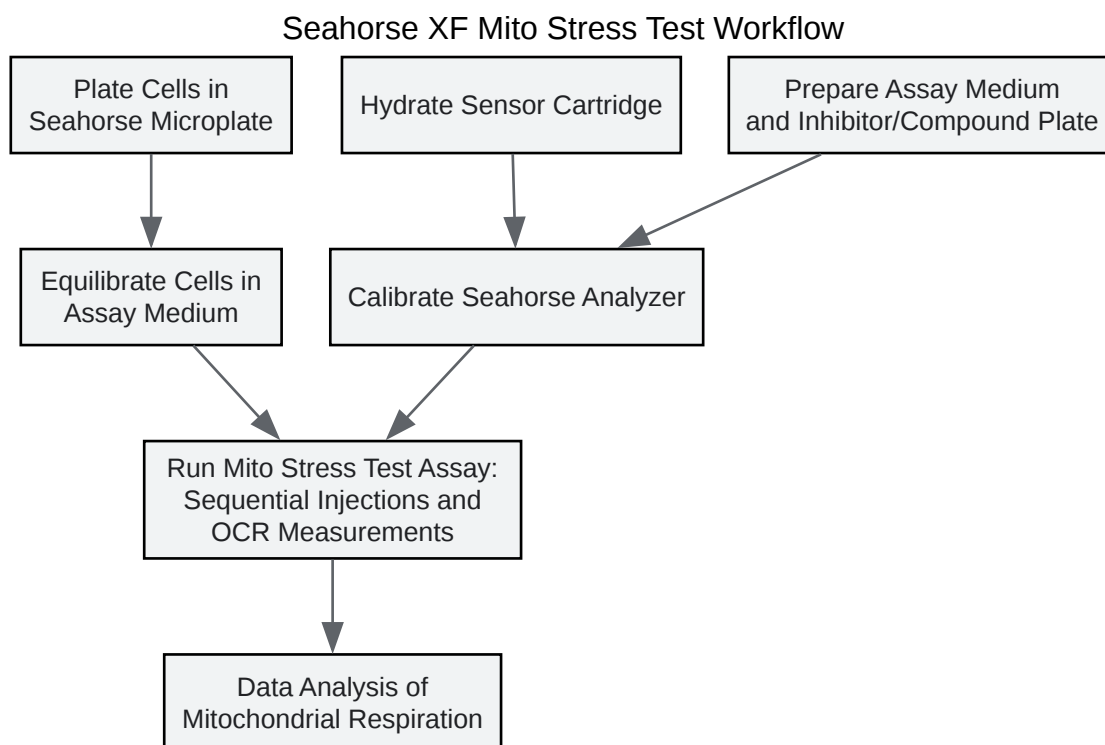 Seahorse XF Mito Stress Test Workflow
Plate Cells in
Seahorse Microplate
Hydrate Sensor Cartridge
Prepare Assay Medium
and Inhibitor/Compound Plate
Equilibrate Cells in
Assay Medium
Calibrate Seahorse Analyzer
Run Mito Stress Test Assay:
Sequential Injections and
OCR Measurements
Data Analysis of
Mitochondrial Respiration